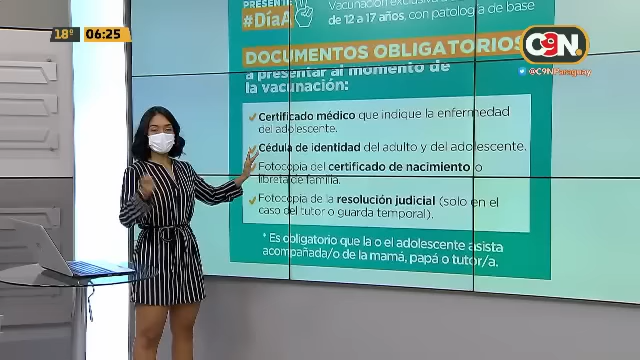 18° 06:25
PRESENTE
#DíaA
Vacunación exclusiva
de 12 a 17 años, con patología de base
C9N
@C9NParaguay
DOCUMENTOS OBLIGATORIOS
a presentar al momento de
la vacunación:
Certificado médico que indique la enfermedad
del adolescente.
Cédula de identidad del adulto y del adolescente.
Fotocopia del certificado de nacimiento o
libreta de familia.
Fotocopia de la resolución judicial (solo en el
caso del tutor o guarda temporal).
* Es obligatorio que la o el adolescente asista
acompañada/o de la mamá, papá o tutor/a.